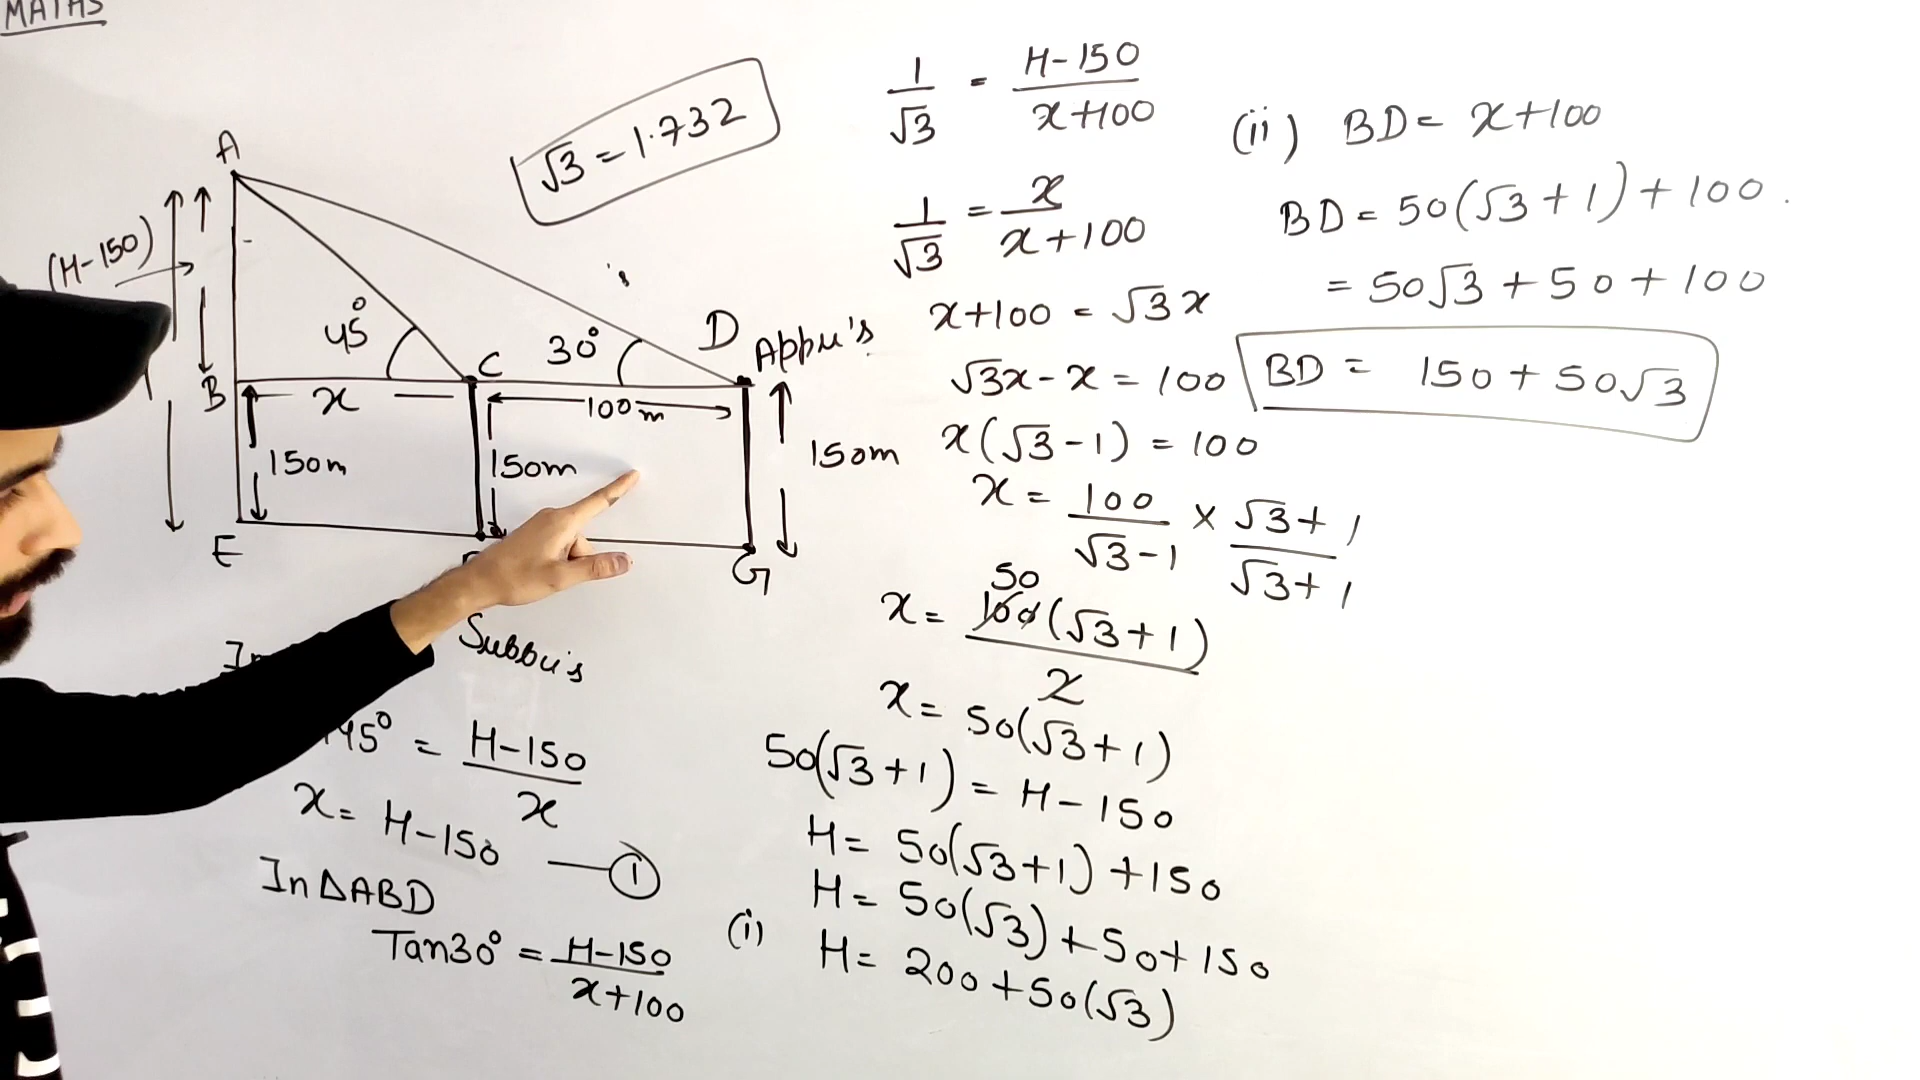 MATHS
A
√3 = 1.732
(H-150)
45°
30°
C
D
Appu's
B
x
100m
150m
150m
150m
E
G
Subbu's
45° = H-150 / x
x = H-150 — ①
In △ABD
Tan30° = H-150 / x+100
1/√3 = H-150 / x+100
1/√3 = x / x+100
x+100 = √3x
√3x - x = 100
x(√3-1) = 100
x = 100/√3-1 × √3+1/√3+1
50
x = 100(√3+1) / 2
x = 50(√3+1)
50(√3+1) = H-150
H = 50(√3+1)+150
H = 50(√3)+50+150
(i) H = 200+50(√3)
(ii) BD = x+100
BD = 50(√3+1)+100.
= 50√3+50+100
BD = 150+50√3